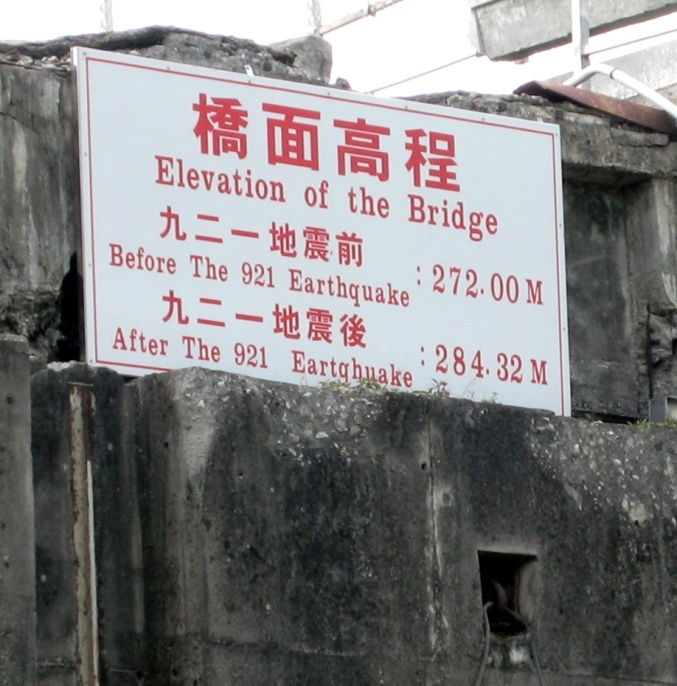 橋面高程
Elevation of the Bridge
九二一地震前
Before The 921 Earthquake : 272.00 M
九二一地震後
After The 921 Eartqhuake : 284.32 M